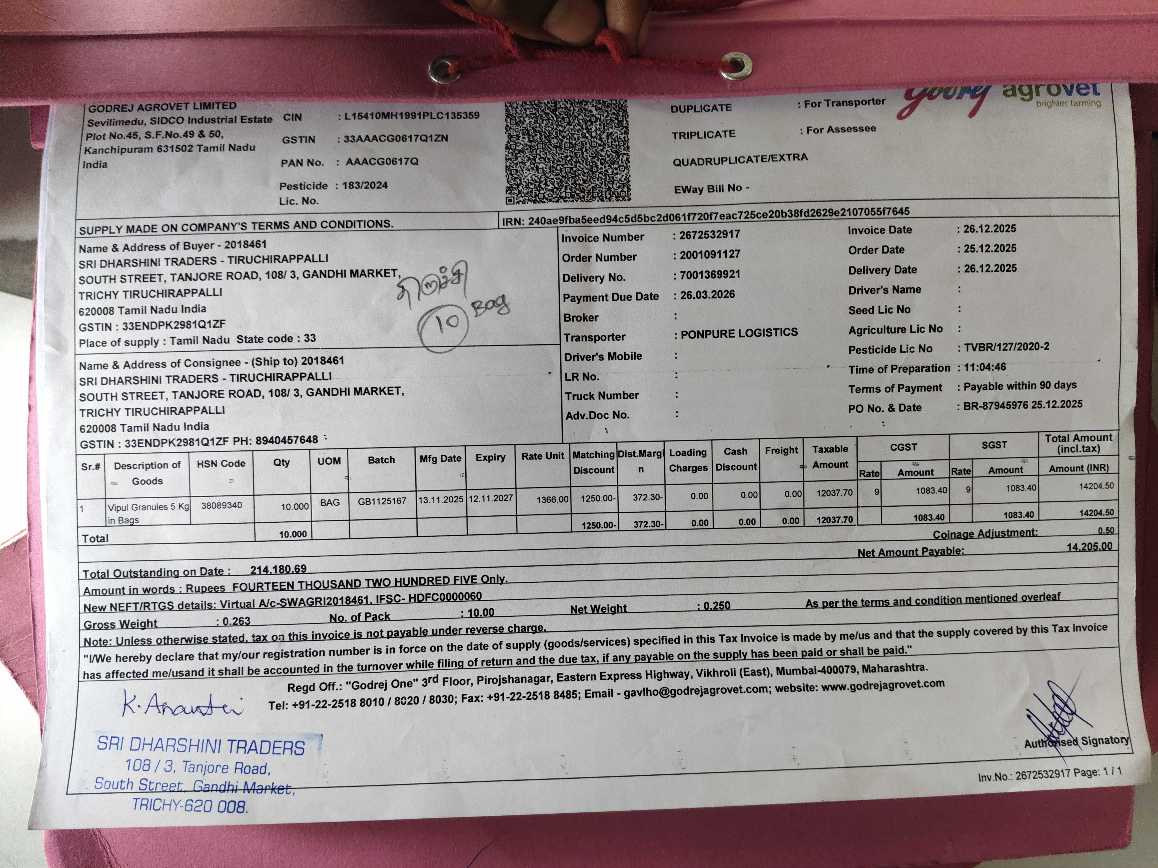 GODREJ AGROVET LIMITED
Sevilimedu, SIDCO Industrial Estate
Plot No.45, S.F.No.49 & 50,
Kanchipuram 631502 Tamil Nadu
India
CIN : L15410MH1991PLC135359
GSTIN : 33AAACG0617Q1ZN
PAN No. : AAACG0617Q
Pesticide : 183/2024
Lic. No.
DUPLICATE : For Transporter
TRIPLICATE : For Assessee
QUADRUPLICATE/EXTRA
EWay Bill No -
Godrej agrovet
brighter farming
SUPPLY MADE ON COMPANY'S TERMS AND CONDITIONS.
IRN: 240ae9fba5eed94c5d5bc2d061f720f7eac725ce20b38fd2629e2107055f7645
Name & Address of Buyer - 2018461
SRI DHARSHINI TRADERS - TIRUCHIRAPPALLI
SOUTH STREET, TANJORE ROAD, 108/ 3, GANDHI MARKET,
TRICHY TIRUCHIRAPPALLI
620008 Tamil Nadu India
GSTIN : 33ENDPK2981Q1ZF
Place of supply : Tamil Nadu State code : 33
திருச்சி
10 Bag
Name & Address of Consignee - (Ship to) 2018461
SRI DHARSHINI TRADERS - TIRUCHIRAPPALLI
SOUTH STREET, TANJORE ROAD, 108/ 3, GANDHI MARKET,
TRICHY TIRUCHIRAPPALLI
620008 Tamil Nadu India
GSTIN : 33ENDPK2981Q1ZF PH: 8940457648
Invoice Number : 2672532917
Order Number : 2001091127
Delivery No. : 7001369921
Payment Due Date : 26.03.2026
Broker :
Transporter : PONPURE LOGISTICS
Driver's Mobile :
LR No. :
Truck Number :
Adv.Doc No. :
Invoice Date : 26.12.2025
Order Date : 25.12.2025
Delivery Date : 26.12.2025
Driver's Name :
Seed Lic No :
Agriculture Lic No :
Pesticide Lic No : TVBR/127/2020-2
Time of Preparation : 11:04:46
Terms of Payment : Payable within 90 days
PO No. & Date : BR-87945976 25.12.2025
Sr.# Description of Goods HSN Code Qty UOM Batch Mfg Date Expiry Rate Unit Matching Discount Dist.Margin Loading Charges Cash Discount Freight Taxable Amount CGST Rate Amount SGST Rate Amount Total Amount (incl.tax) Amount (INR)
1 Vipul Granules 5 Kg in Bags 38089340 10.000 BAG GB1125167 13.11.2025 12.11.2027 1366.00 1250.00- 372.30- 0.00 0.00 0.00 12037.70 9 1083.40 9 1083.40 14204.50
Total 10.000 1250.00- 372.30- 0.00 0.00 0.00 12037.70 1083.40 1083.40 14204.50
Coinage Adjustment: 0.50
Net Amount Payable: 14,205.00
Total Outstanding on Date : 214,180.69
Amount in words : Rupees FOURTEEN THOUSAND TWO HUNDRED FIVE Only.
New NEFT/RTGS details: Virtual A/c-SWAGRI2018461, IFSC- HDFC0000060
Gross Weight : 0.263 No. of Pack : 10.00 Net Weight : 0.250 As per the terms and condition mentioned overleaf
Note: Unless otherwise stated, tax on this invoice is not payable under reverse charge.
"I/We hereby declare that my/our registration number is in force on the date of supply (goods/services) specified in this Tax Invoice is made by me/us and that the supply covered by this Tax Invoice
has affected me/usand it shall be accounted in the turnover while filing of return and the due tax, if any payable on the supply has been paid or shall be paid."
Regd Off.: "Godrej One" 3rd Floor, Pirojshanagar, Eastern Express Highway, Vikhroli (East), Mumbai-400079, Maharashtra.
Tel: +91-22-2518 8010 / 8020 / 8030; Fax: +91-22-2518 8485; Email - gavlho@godrejagrovet.com; website: www.godrejagrovet.com
SRI DHARSHINI TRADERS
108 / 3, Tanjore Road,
South Street, Gandhi Market,
TRICHY-620 008.
Authorised Signatory
Inv.No.: 2672532917 Page: 1 / 1